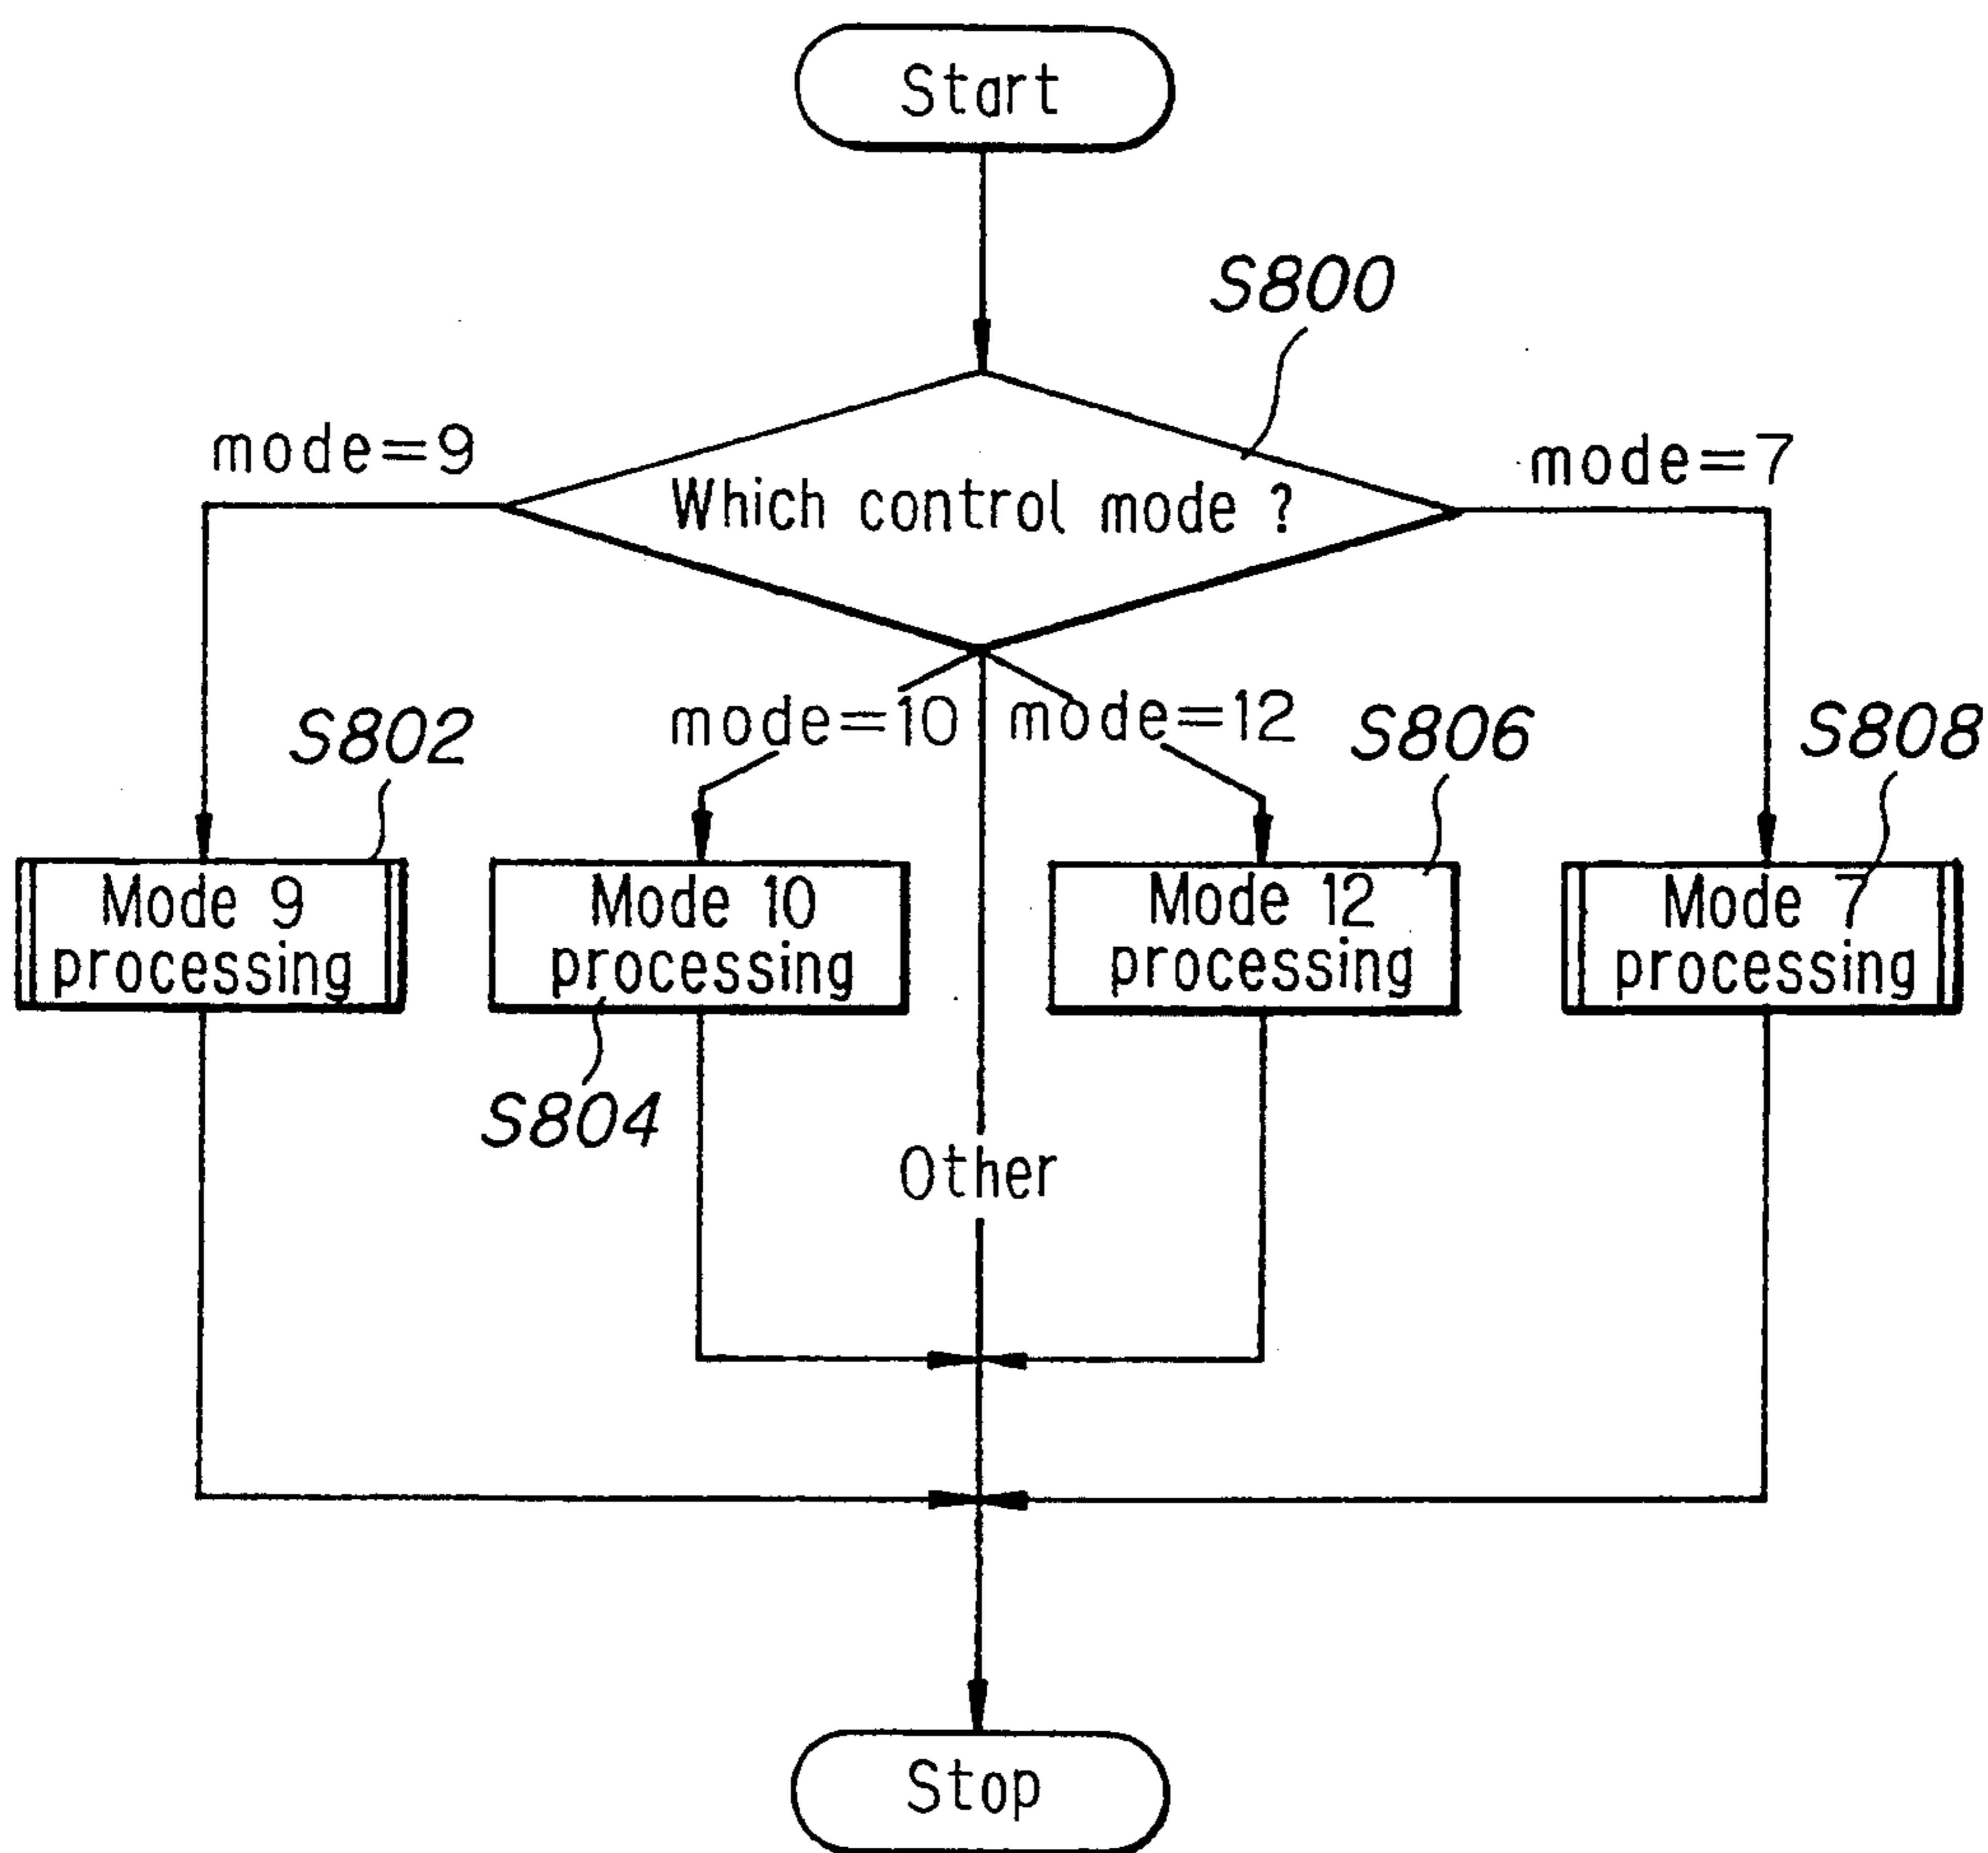 Start
S800
mode=9
mode=7
Which control mode ?
mode=10
mode=12
S802
S806
S808
Mode 9
processing
Mode 10
processing
Mode 12
processing
Mode 7
processing
S804
Other
Stop